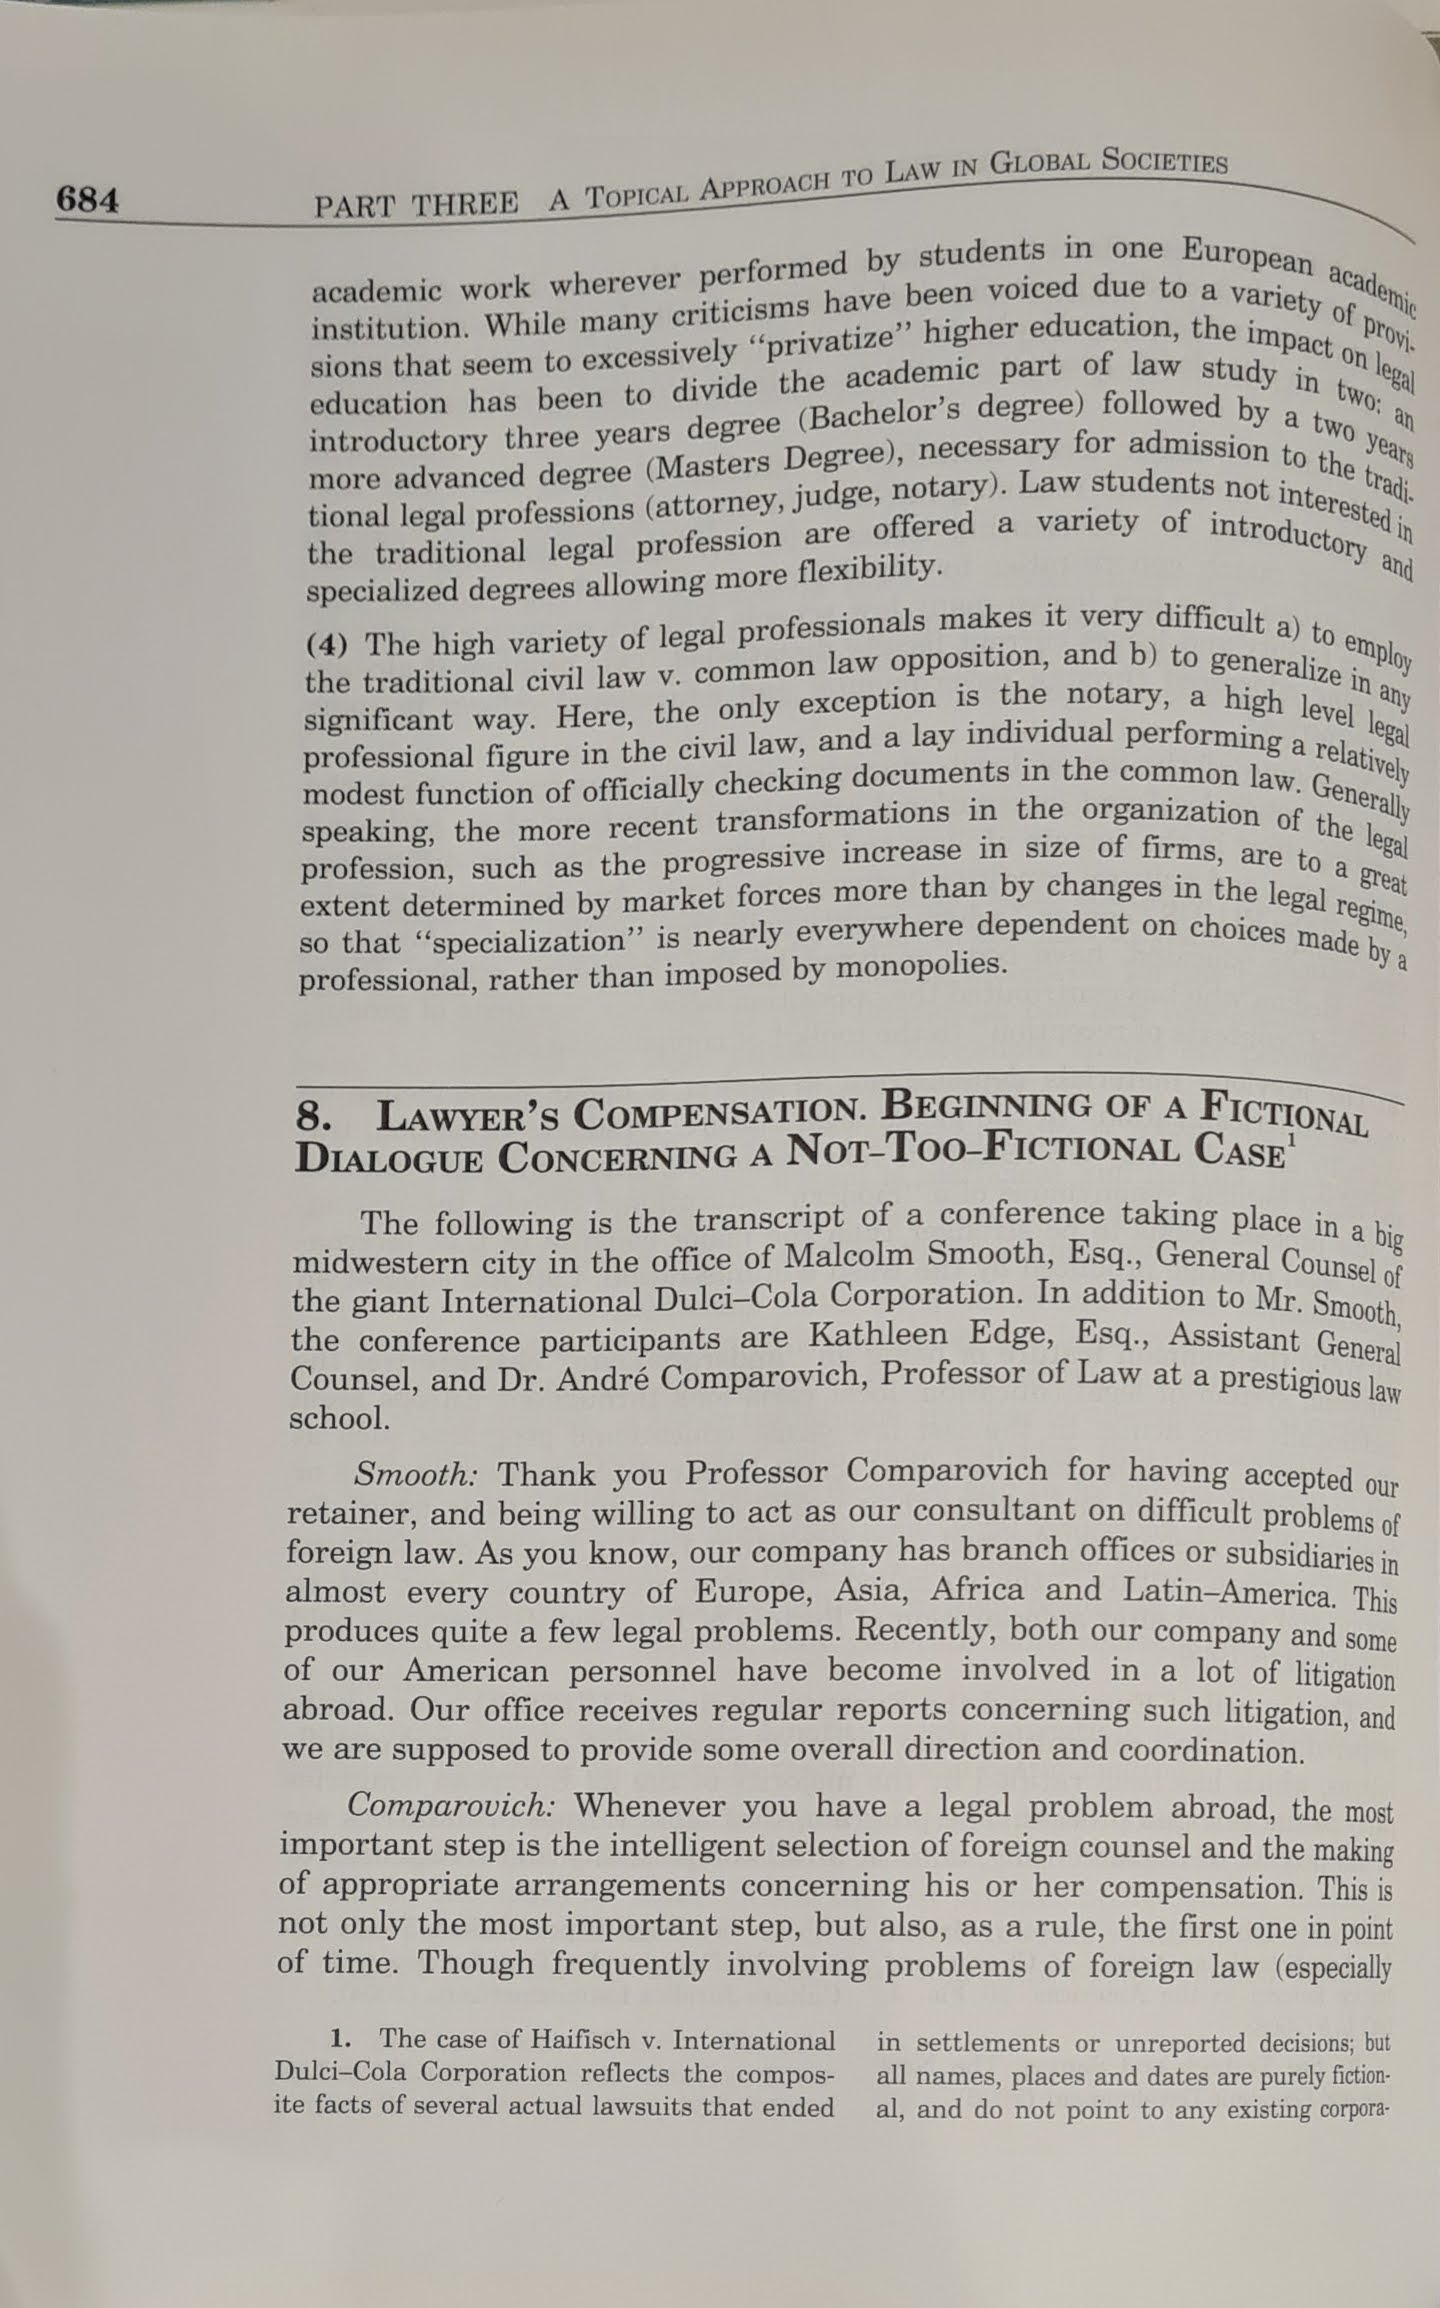 684 PART THREE A TOPICAL APPROACH TO LAW IN GLOBAL SOCIETIES
academic work wherever performed by students in one European academic
institution. While many criticisms have been voiced due to a variety of provi-
sions that seem to excessively “privatize” higher education, the impact on legal
education has been to divide the academic part of law study in two: an
introductory three years degree (Bachelor’s degree) followed by a two years
more advanced degree (Masters Degree), necessary for admission to the tradi-
tional legal professions (attorney, judge, notary). Law students not interested in
the traditional legal profession are offered a variety of introductory and
specialized degrees allowing more flexibility.
(4) The high variety of legal professionals makes it very difficult a) to employ
the traditional civil law v. common law opposition, and b) to generalize in any
significant way. Here, the only exception is the notary, a high level legal
professional figure in the civil law, and a lay individual performing a relatively
modest function of officially checking documents in the common law. Generally
speaking, the more recent transformations in the organization of the legal
profession, such as the progressive increase in size of firms, are to a great
extent determined by market forces more than by changes in the legal regime,
so that “specialization” is nearly everywhere dependent on choices made by a
professional, rather than imposed by monopolies.
8. LAWYER’S COMPENSATION. BEGINNING OF A FICTIONAL
DIALOGUE CONCERNING A NOT–TOO–FICTIONAL CASE1
The following is the transcript of a conference taking place in a big
midwestern city in the office of Malcolm Smooth, Esq., General Counsel of
the giant International Dulci–Cola Corporation. In addition to Mr. Smooth,
the conference participants are Kathleen Edge, Esq., Assistant General
Counsel, and Dr. André Comparovich, Professor of Law at a prestigious law
school.
Smooth: Thank you Professor Comparovich for having accepted our
retainer, and being willing to act as our consultant on difficult problems of
foreign law. As you know, our company has branch offices or subsidiaries in
almost every country of Europe, Asia, Africa and Latin–America. This
produces quite a few legal problems. Recently, both our company and some
of our American personnel have become involved in a lot of litigation
abroad. Our office receives regular reports concerning such litigation, and
we are supposed to provide some overall direction and coordination.
Comparovich: Whenever you have a legal problem abroad, the most
important step is the intelligent selection of foreign counsel and the making
of appropriate arrangements concerning his or her compensation. This is
not only the most important step, but also, as a rule, the first one in point
of time. Though frequently involving problems of foreign law (especially
1. The case of Haifisch v. International
Dulci–Cola Corporation reflects the compos-
ite facts of several actual lawsuits that ended
in settlements or unreported decisions; but
all names, places and dates are purely fiction-
al, and do not point to any existing corpora-